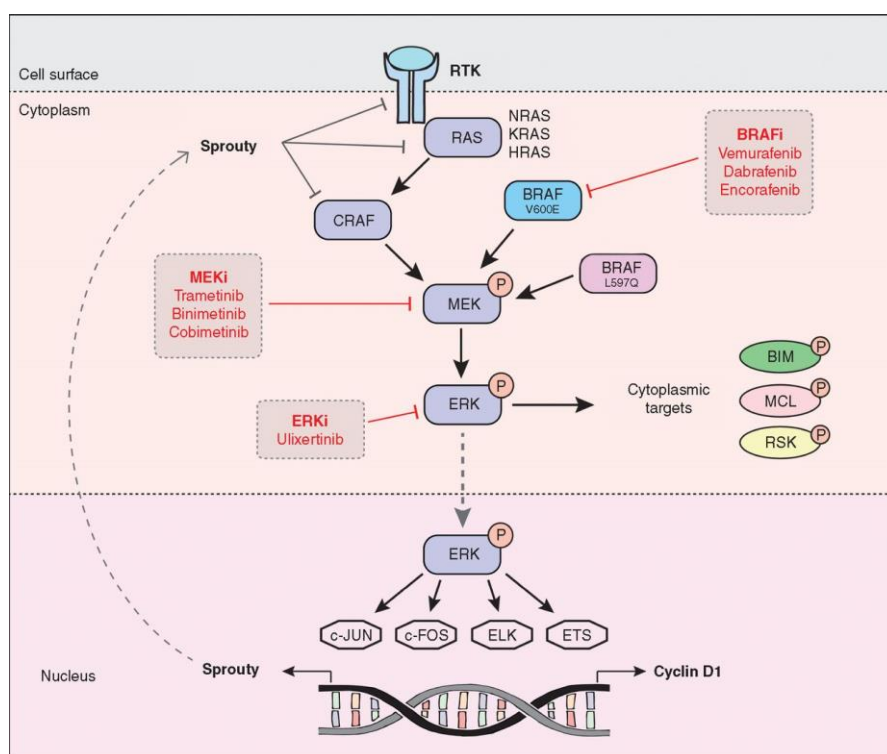 Cell surface
RTK
Cytoplasm
NRAS
KRAS
HRAS
RAS
Sprouty
BRAFi
Vemurafenib
Dabrafenib
Encorafenib
BRAF
V600E
CRAF
BRAF
L597Q
MEKi
Trametinib
Binimetinib
Cobimetinib
P
MEK
BIM
P
P
ERK
Cytoplasmic
targets
MCL
P
ERKi
Ulixertinib
RSK
P
P
ERK
c-JUN
c-FOS
ELK
ETS
Nucleus
Sprouty
Cyclin D1